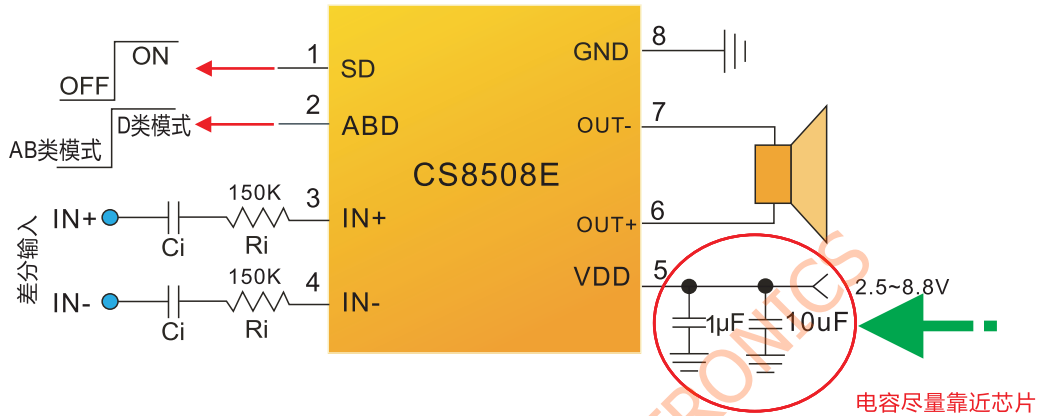 ON
OFF
D类模式
AB类模式
1
SD
2
ABD
差分输入
IN+
Ci
150K
Ri
3
IN+
IN-
Ci
150K
Ri
4
IN-
CS8508E
GND
8
OUT-
7
OUT+
6
VDD
5
2.5~8.8V
1μF
10uF
TRONICS
电容尽量靠近芯片